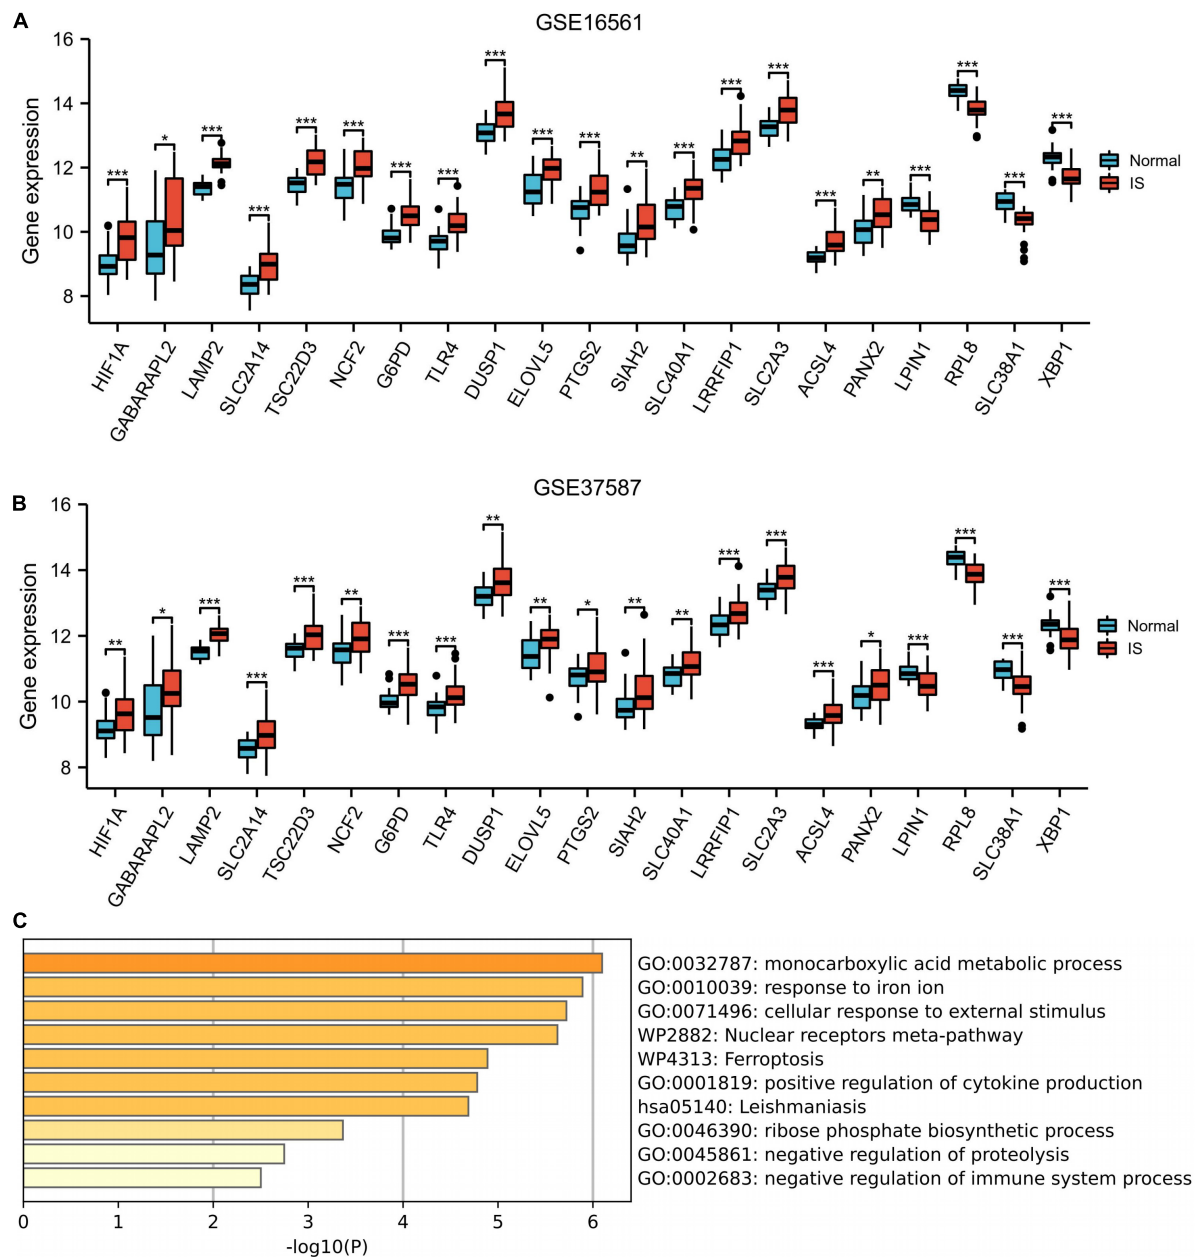 A
GSE16561
Gene expression
16
14
12
10
8
*** * *** *** *** *** *** *** *** *** *** ** *** *** *** *** ** *** *** *** ***
Normal
IS
HIF1A
GABARAPL2
LAMP2
SLC2A14
TSC22D3
NCF2
G6PD
TLR4
DUSP1
ELOVL5
PTGS2
SIAH2
SLC40A1
LRRFIP1
SLC2A3
ACSL4
PANX2
LPIN1
RPL8
SLC38A1
XBP1
B
GSE37587
Gene expression
16
14
12
10
8
** * *** *** *** ** *** *** ** ** * ** ** *** *** *** * *** *** *** ***
Normal
IS
HIF1A
GABARAPL2
LAMP2
SLC2A14
TSC22D3
NCF2
G6PD
TLR4
DUSP1
ELOVL5
PTGS2
SIAH2
SLC40A1
LRRFIP1
SLC2A3
ACSL4
PANX2
LPIN1
RPL8
SLC38A1
XBP1
C
GO:0032787: monocarboxylic acid metabolic process
GO:0010039: response to iron ion
GO:0071496: cellular response to external stimulus
WP2882: Nuclear receptors meta-pathway
WP4313: Ferroptosis
GO:0001819: positive regulation of cytokine production
hsa05140: Leishmaniasis
GO:0046390: ribose phosphate biosynthetic process
GO:0045861: negative regulation of proteolysis
GO:0002683: negative regulation of immune system process
0 1 2 3 4 5 6
-log10(P)